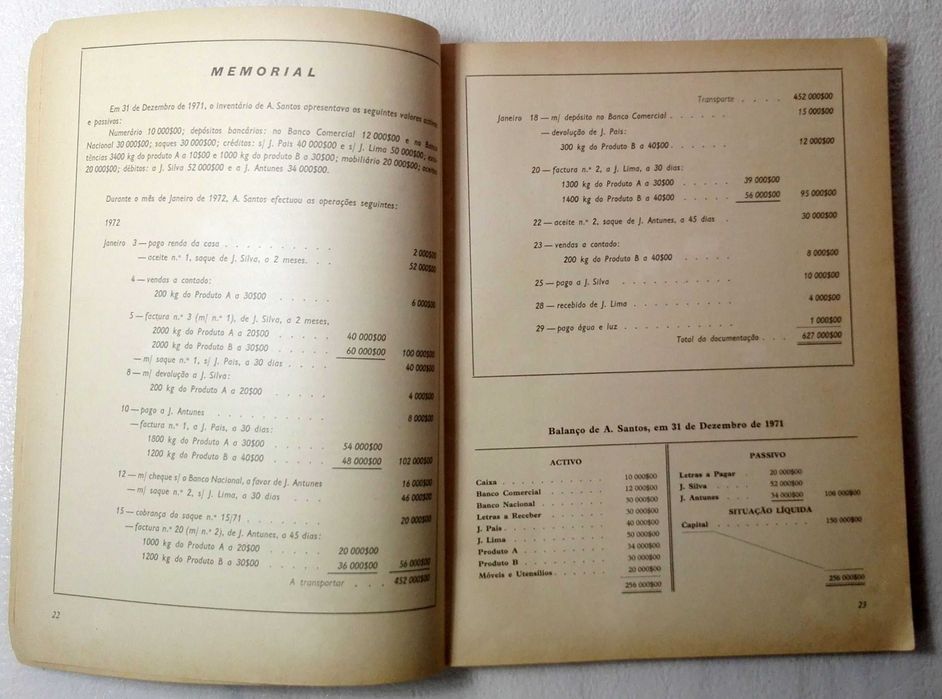 MEMORIAL
Em 31 de Dezembro de 1971, o inventário de A. Santos apresentava os seguintes valores activos
e passivos:
Numerário 10 000$00; depósitos bancários: no Banco Comercial 12 000$00 e no Banco
Nacional 30 000$00; saques 30 000$00; créditos: s/ J. Pais 40 000$00 e s/ J. Lima 50 000$00; exis-
tências 3400 kg do produto A a 10$00 e 1000 kg do produto B a 30$00; mobiliário 20 000$00; aceites
20 000$00; débitos: a J. Silva 52 000$00 e a J. Antunes 34 000$00.
Durante o mês de Janeiro de 1972, A. Santos efectuou as operações seguintes:
1972
Janeiro 3 — pago renda da casa . . . . . . . . . . 2 000$00
— aceite n.º 1, saque de J. Silva, a 2 meses. . . 52 000$00
4 — vendas a contado:
200 kg do Produto A a 30$00 . . . . . 6 000$00
5 — factura n.º 3 (m/ n.º 1), de J. Silva, a 2 meses,
2000 kg do Produto A a 20$00 . . . . . 40 000$00
2000 kg do Produto B a 30$00 . . . . . 60 000$00 100 000$00
— m/ saque n.º 1, s/ J. Pais, a 30 dias . . . . 40 000$00
8 — m/ devolução a J. Silva:
200 kg do Produto A a 20$00 . . . . . 4 000$00
10 — pago a J. Antunes . . . . . . . . . . 8 000$00
— factura n.º 1, a J. Pais, a 30 dias:
1800 kg do Produto A a 30$00 . . . . . 54 000$00
1200 kg do Produto B a 40$00 . . . . . 48 000$00 102 000$00
12 — m/ cheque s/ o Banco Nacional, a favor de J. Antunes 16 000$00
— m/ saque n.º 2, s/ J. Lima, a 30 dias . . . . 46 000$00
15 — cobrança do saque n.º 15/71 . . . . . . . 20 000$00
— factura n.º 20 (m/ n.º 2), de J. Antunes, a 45 dias:
1000 kg do Produto A a 20$00 . . . . . 20 000$00
1200 kg do Produto B a 30$00 . . . . . 36 000$00 56 000$00
A transportar . . . 452 000$00
22
Transporte . . . . 452 000$00
Janeiro 18 — m/ depósito no Banco Comercial . . . . . . 15 000$00
— devolução de J. Pais:
300 kg do Produto B a 40$00 . . . . . 12 000$00
20 — factura n.º 2, a J. Lima, a 30 dias:
1300 kg do Produto A a 30$00 . . . . . 39 000$00
1400 kg do Produto B a 40$00 . . . . . 56 000$00 95 000$00
22 — aceite n.º 2, saque de J. Antunes, a 45 dias . 30 000$00
23 — vendas a contado:
200 kg do Produto B a 40$00 . . . . . 8 000$00
25 — pago a J. Silva . . . . . . . . . . . 10 000$00
28 — recebido de J. Lima . . . . . . . . . 4 000$00
29 — pago água e luz . . . . . . . . . . 1 000$00
Total da documentação . . . 627 000$00
Balanço de A. Santos, em 31 de Dezembro de 1971
ACTIVO
Caixa . . . . . . . . . . . 10 000$00
Banco Comercial . . . . . . . 12 000$00
Banco Nacional . . . . . . . 30 000$00
Letras a Receber . . . . . . . 30 000$00
J. Pais . . . . . . . . . . 40 000$00
J. Lima . . . . . . . . . . 50 000$00
Produto A . . . . . . . . . 34 000$00
Produto B . . . . . . . . . 30 000$00
Móveis e Utensílios . . . . . . 20 000$00
256 000$00
PASSIVO
Letras a Pagar . 20 000$00
J. Silva . . . 52 000$00
J. Antunes . . 34 000$00 106 000$00
SITUAÇÃO LÍQUIDA
Capital . . . . . . . . 150 000$00
256 000$00
23